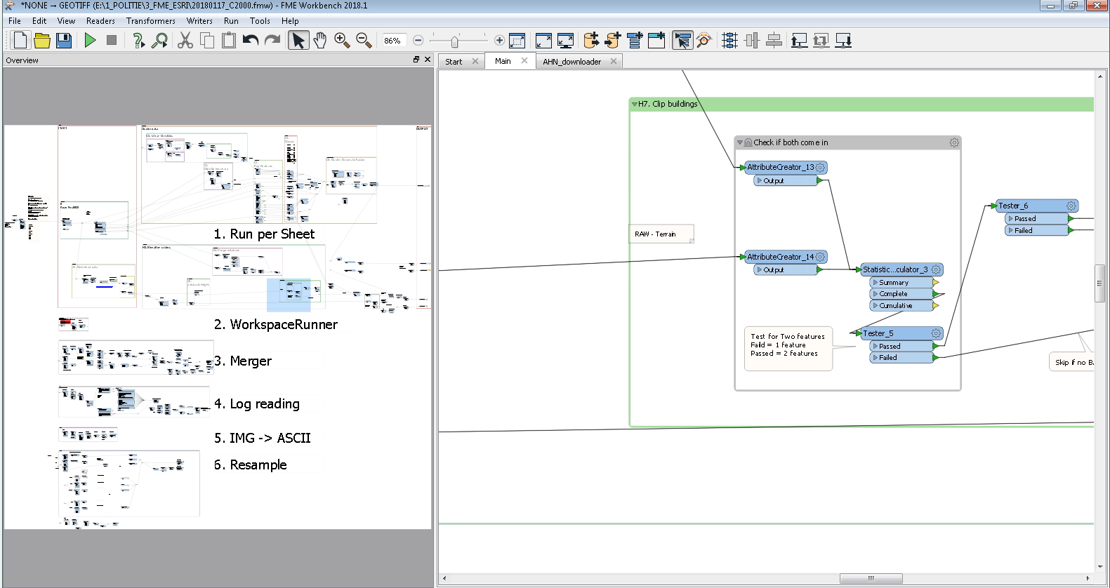 *NONE → GEOTIFF (E:\1_POLITIE\3_FME_ESRI\20180117_C2000.fmw) - FME Workbench 2018.1
File Edit View Readers Transformers Writers Run Tools Help
86%
Overview
Start Main AHN_downloader
1. Run per Sheet
2. WorkspaceRunner
3. Merger
4. Log reading
5. IMG -> ASCII
6. Resample
H7. Clip buildings
Check if both come in
AttributeCreator_13
Output
RAW - Terrain
AttributeCreator_14
Output
Statistic...culator_3
Summary
Complete
Cumulative
Test for Two features
Faild = 1 feature
Passed = 2 features
Tester_5
Passed
Failed
Tester_6
Passed
Failed
Skip if no B